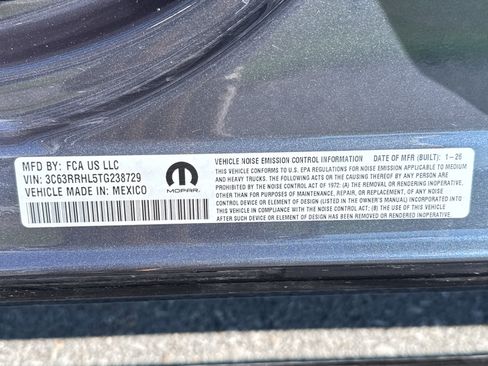 MFD BY: FCA US LLC
VIN: 3C63RRHL5TG238729
VEHICLE MADE IN: MEXICO
MOPAR
VEHICLE NOISE EMISSION CONTROL INFORMATION DATE OF MFR (BUILT): 1-26
THIS VEHICLE CONFORMS TO U.S. EPA REGULATIONS FOR NOISE EMISSION APPLICABLE TO MEDIUM
AND HEAVY TRUCKS. THE FOLLOWING ACTS OR THE CAUSING THEREOF BY ANY PERSON ARE
PROHIBITED BY THE NOISE CONTROL ACT OF 1972: (A) THE REMOVAL OR RENDERING INOPERATIVE,
OTHER THAN FOR PURPOSES OF MAINTENANCE, REPAIR, OR REPLACEMENT, OF ANY NOISE
CONTROL DEVICE OR ELEMENT OF DESIGN (LISTED IN THE OWNER'S MANUAL) INCORPORATED INTO
THIS VEHICLE IN COMPLIANCE WITH THE NOISE CONTROL ACT; (B) THE USE OF THIS VEHICLE
AFTER SUCH DEVICE OR ELEMENT OF DESIGN HAS BEEN REMOVED OR RENDERED INOPERATIVE